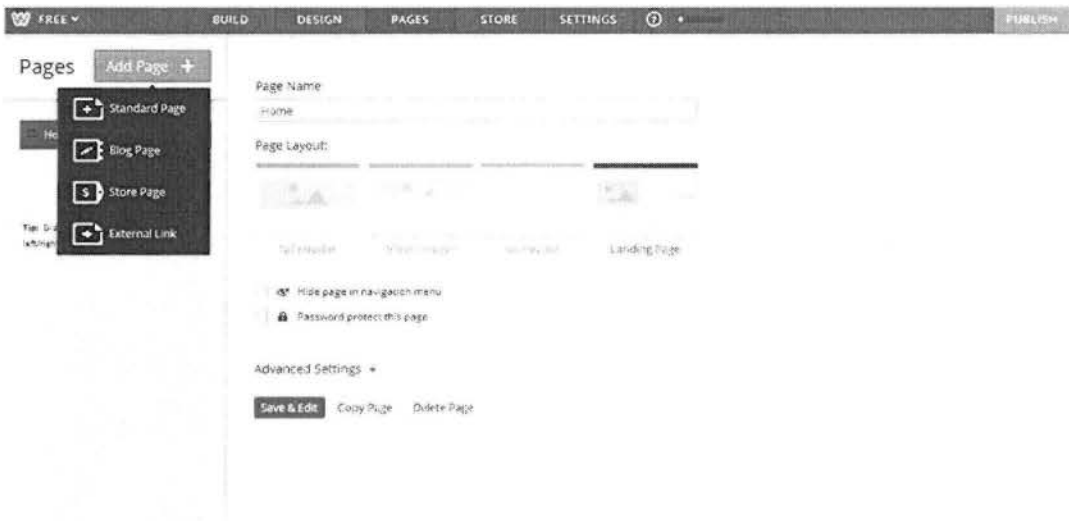 FREE BUILD DESIGN PAGES STORE SETTINGS ? PUBLISH
Pages Add Page +
Standard Page
Blog Page
Store Page
External Link
Page Name
Home
Page Layout:
Landing Page
Hide page in navigation menu
Password protect this page
Advanced Settings +
Save & Edit Copy Page Delete Page